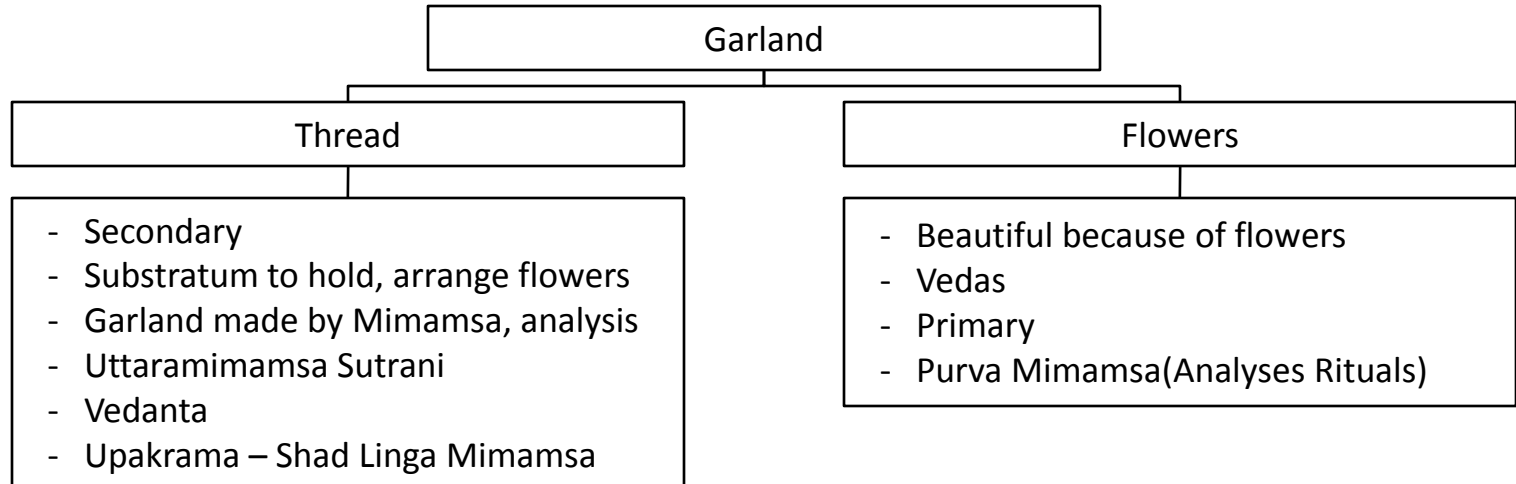 Garland
Thread
Flowers
- Secondary
- Substratum to hold, arrange flowers
- Garland made by Mimamsa, analysis
- Uttaramimamsa Sutrani
- Vedanta
- Upakrama – Shad Linga Mimamsa
- Beautiful because of flowers
- Vedas
- Primary
- Purva Mimamsa(Analyses Rituals)